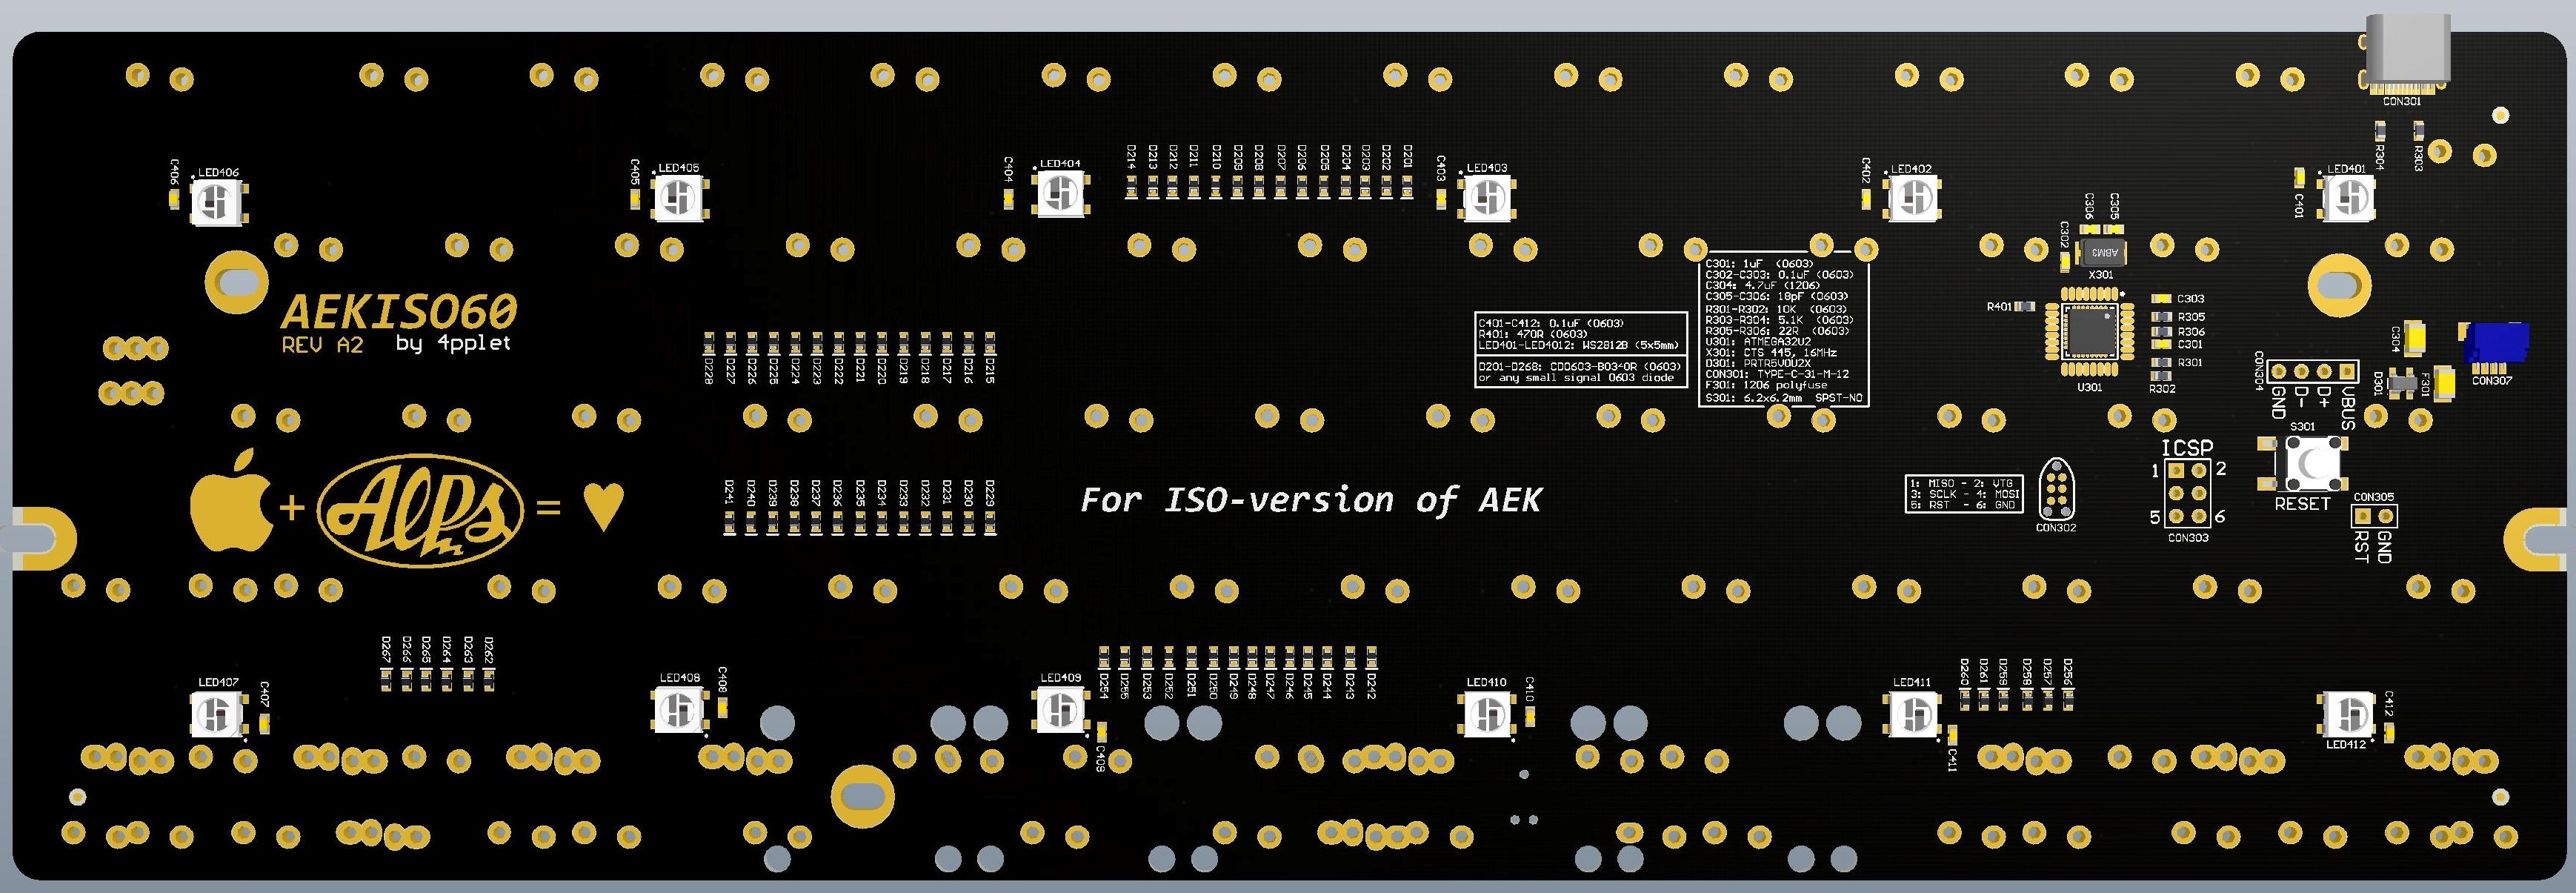 CON301
R304
R303
C406
LED406
C405
LED405
C404
LED404
D214
D213
D212
D211
D210
D209
D208
D207
D206
D205
D204
D203
D202
D201
C403
LED403
C402
LED402
C401
LED401
C306
C305
C302
ABM3
X301
AEKISO60
REV A2
by 4pplet
D228
D227
D226
D225
D224
D223
D222
D221
D220
D219
D218
D217
D216
D215
C401-C412: 0.1uF (0603)
R401: 470R (0603)
LED401-LED4012: WS2812B (5x5mm)
D201-D268: CD0603-B0340R (0603)
or any small signal 0603 diode
C301: 1uF (0603)
C302-C303: 0.1uF (0603)
C304: 4.7uF (1206)
C305-C306: 18pF (0603)
R301-R302: 10K (0603)
R303-R304: 5.1K (0603)
R305-R306: 22R (0603)
U301: ATMEGA32U2
X301: CTS 445, 16MHz
D301: PRTR5V0U2X
CON301: TYPE-C-31-M-12
F301: 1206 polyfuse
S301: 6.2x6.2mm SPST-NO
R401
C303
R305
R306
C301
R301
R302
U301
CON304
GND
D-
D+
VBUS
C304
D301
F301
CON307
Alps
+
=
D241
D240
D239
D238
D237
D236
D235
D234
D233
D232
D231
D230
D229
For ISO-version of AEK
1: MISO - 2: VTG
3: SCLK - 4: MOSI
5: RST - 6: GND
CON302
ICSP
1
2
5
6
CON303
S301
RESET
CON305
RST
GND
D267
D266
D265
D264
D263
D262
LED407
C407
LED408
C408
LED409
C409
D254
D255
D253
D252
D251
D250
D249
D248
D247
D246
D245
D244
D243
D242
LED410
C410
LED411
C411
D260
D261
D259
D258
D257
D256
LED412
C412